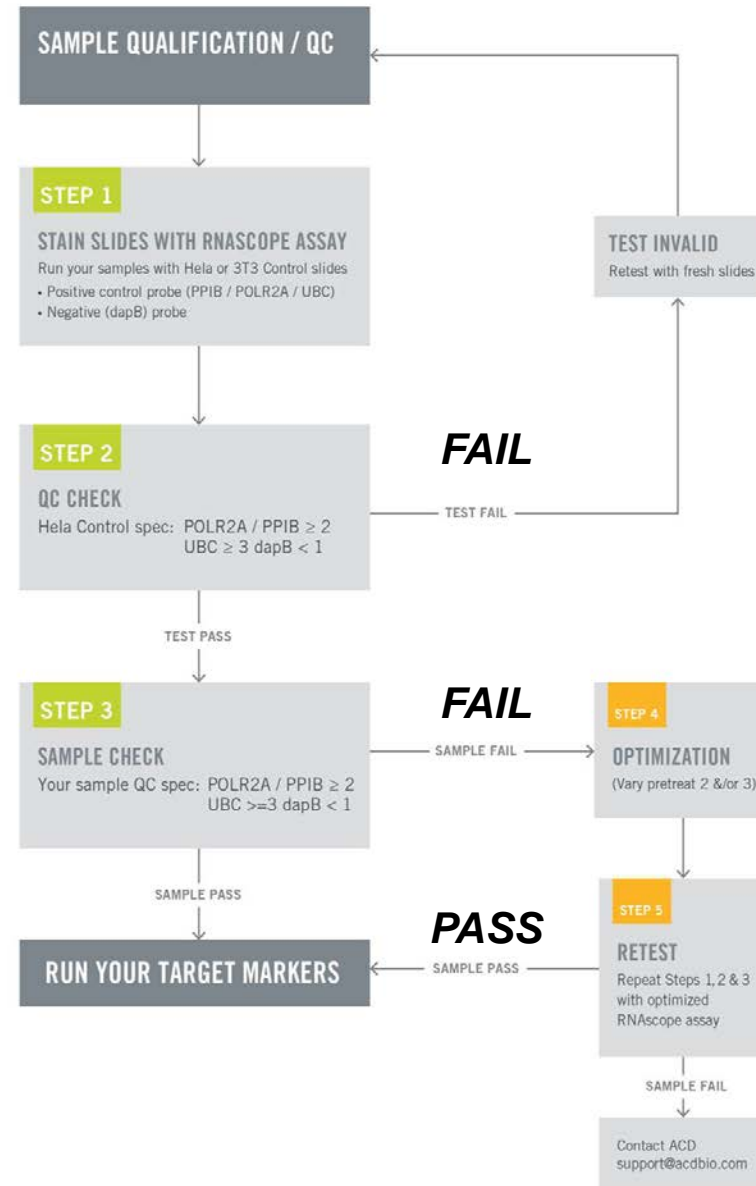 SAMPLE QUALIFICATION / QC
STEP 1
STAIN SLIDES WITH RNASCOPE ASSAY
Run your samples with Hela or 3T3 Control slides
• Positive control probe (PPIB / POLR2A / UBC)
• Negative (dapB) probe
TEST INVALID
Retest with fresh slides
STEP 2
QC CHECK
Hela Control spec: POLR2A / PPIB ≥ 2
UBC ≥ 3 dapB < 1
FAIL
TEST FAIL
TEST PASS
STEP 3
SAMPLE CHECK
Your sample QC spec: POLR2A / PPIB ≥ 2
UBC >=3 dapB < 1
FAIL
SAMPLE FAIL
STEP 4
OPTIMIZATION
(Vary pretreat 2 &/or 3)
SAMPLE PASS
RUN YOUR TARGET MARKERS
PASS
SAMPLE PASS
STEP 5
RETEST
Repeat Steps 1, 2 & 3
with optimized
RNAscope assay
SAMPLE FAIL
Contact ACD
support@acdbio.com